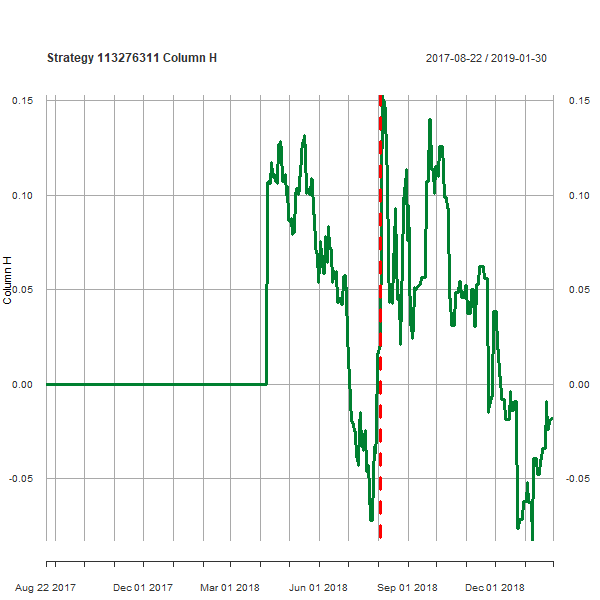 Strategy 113276311 Column H 2017-08-22 / 2019-01-30
0.15 0.15
0.10 0.10
0.05 0.05
0.00 0.00
-0.05 -0.05
Column H
Aug 22 2017 Dec 01 2017 Mar 01 2018 Jun 01 2018 Sep 01 2018 Dec 01 2018